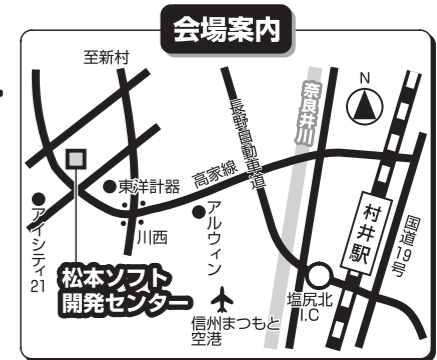 会場案内
至新村
N
長野自動車道
奈良井川
高家線
東洋計器
アルウィン
川西
アイシティ21
村井駅
国道19号
松本ソフト
開発センター
信州まつもと
空港
塩尻北
I.C